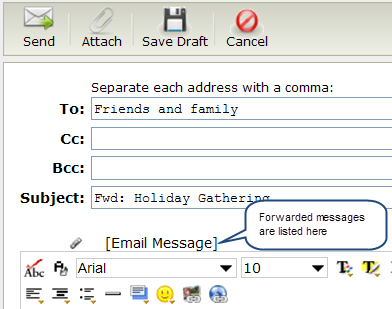 Send Attach Save Draft Cancel
Separate each address with a comma:
To: Friends and family
Cc:
Bcc:
Subject: Fwd: Holiday Gathering
Forwarded messages
are listed here
[Email Message]
Abc Arial 10 T T